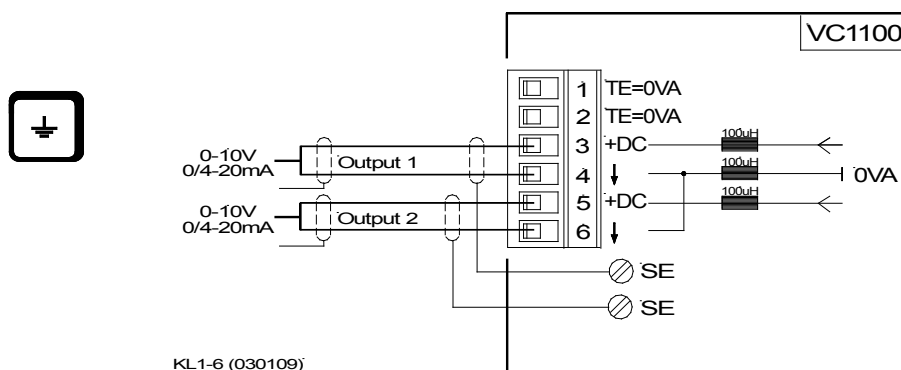 VC1100
1 TE=0VA
2 TE=0VA
3 +DC
4
5 +DC
6
0-10V
0/4-20mA
Output 1
0-10V
0/4-20mA
Output 2
100uH
100uH
100uH
0VA
SE
SE
KL1-6 (030109)